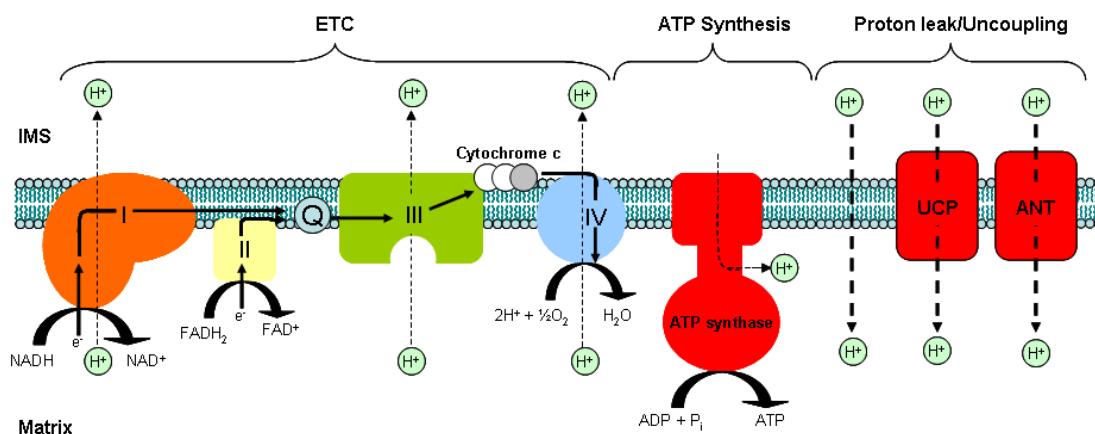 ETC
ATP Synthesis
Proton leak/Uncoupling
H⁺
H⁺
H⁺
H⁺
H⁺
H⁺
IMS
Cytochrome c
I
Q
III
IV
UCP
ANT
II
H⁺
ATP synthase
NADH
e⁻
H⁺
NAD⁺
FADH₂
e⁻
FAD⁺
H⁺
2H⁺ + ½O₂
H⁺
H₂O
H⁺
H⁺
H⁺
ADP + Pᵢ
ATP
Matrix